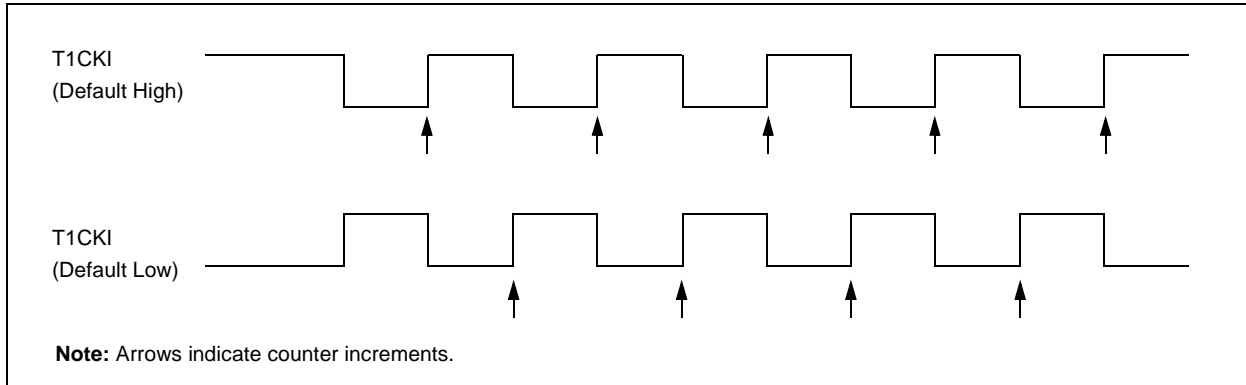 T1CKI
(Default High)
T1CKI
(Default Low)
Note: Arrows indicate counter increments.